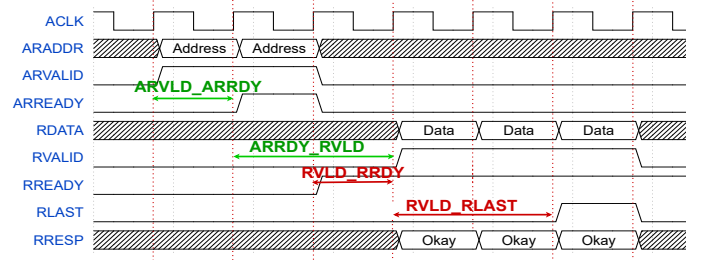 ACLK
ARADDR Address Address
ARVALID
ARVLD_ARRDY
ARREADY
RDATA Data Data Data
ARRDY_RVLD
RVALID
RVLD_RRDY
RREADY
RVLD_RLAST
RLAST
RRESP Okay Okay Okay